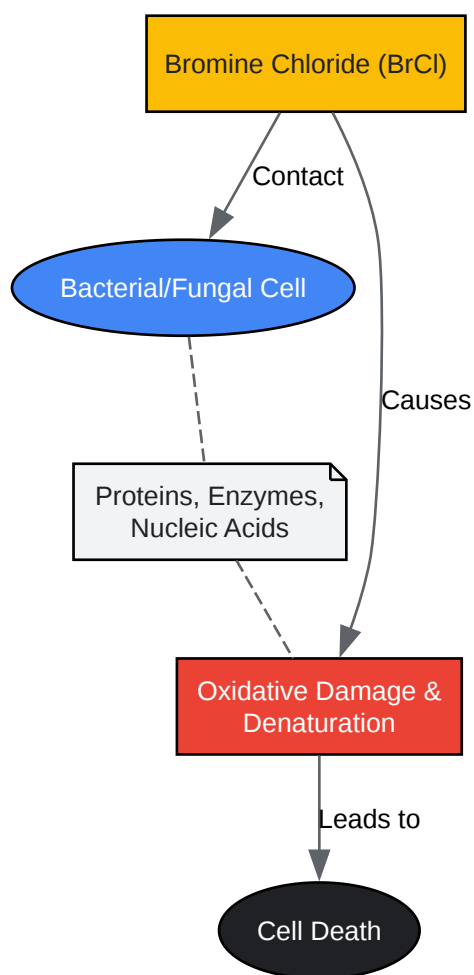 Bromine Chloride (BrCl)
Contact
Bacterial/Fungal Cell
Causes
Proteins, Enzymes,
Nucleic Acids
Oxidative Damage &
Denaturation
Leads to
Cell Death